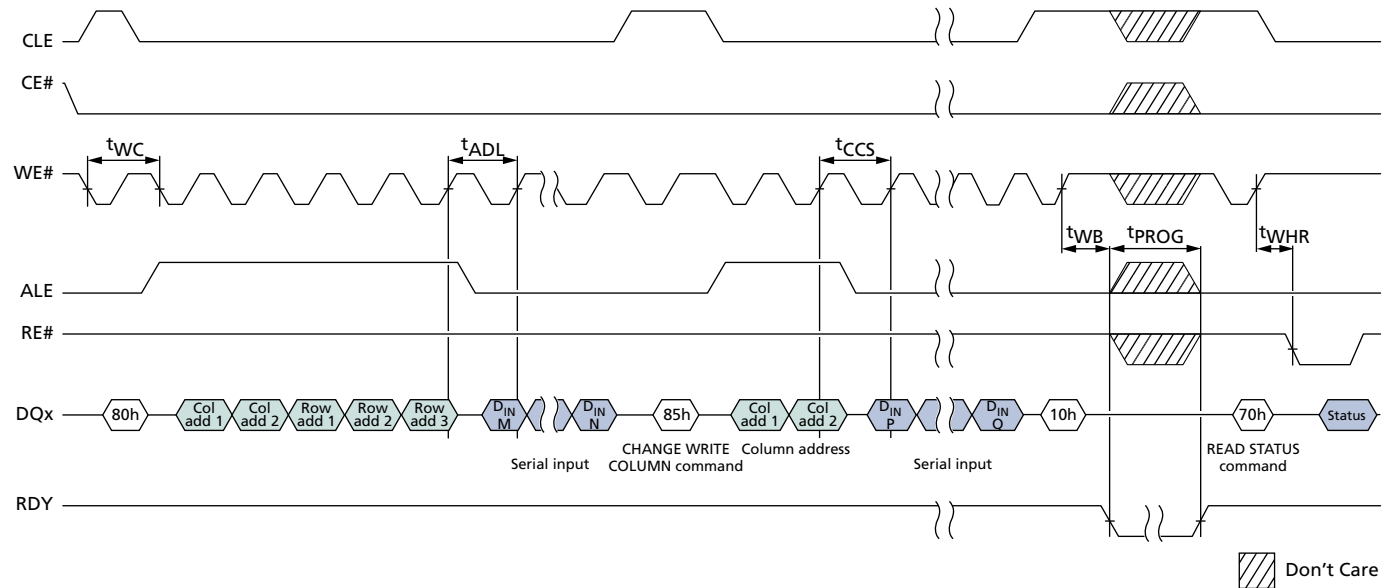 CLE
CE#
tWC
tADL
tCCS
WE#
tWB
tPROG
tWHR
ALE
RE#
DQx
80h
Col add 1
Col add 2
Row add 1
Row add 2
Row add 3
DIN M
DIN N
85h
Col add 1
Col add 2
DIN P
DIN Q
10h
70h
Status
Serial input
CHANGE WRITE
COLUMN command
Column address
Serial input
READ STATUS
command
RDY
Don't Care